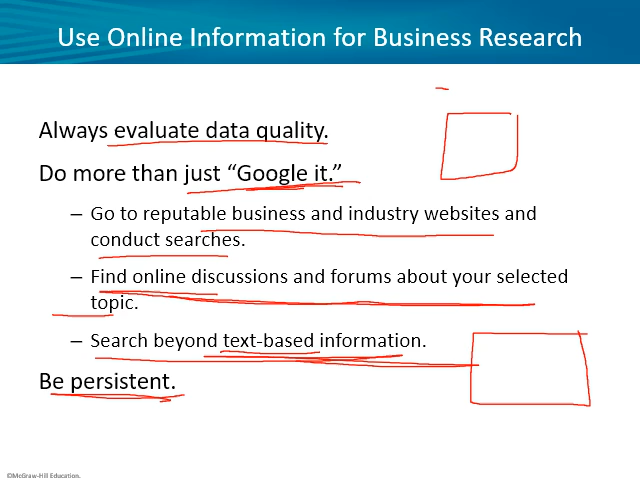 Use Online Information for Business Research
Always evaluate data quality.
Do more than just “Google it.”
– Go to reputable business and industry websites and
conduct searches.
– Find online discussions and forums about your selected
topic.
– Search beyond text-based information.
Be persistent.
©McGraw-Hill Education.